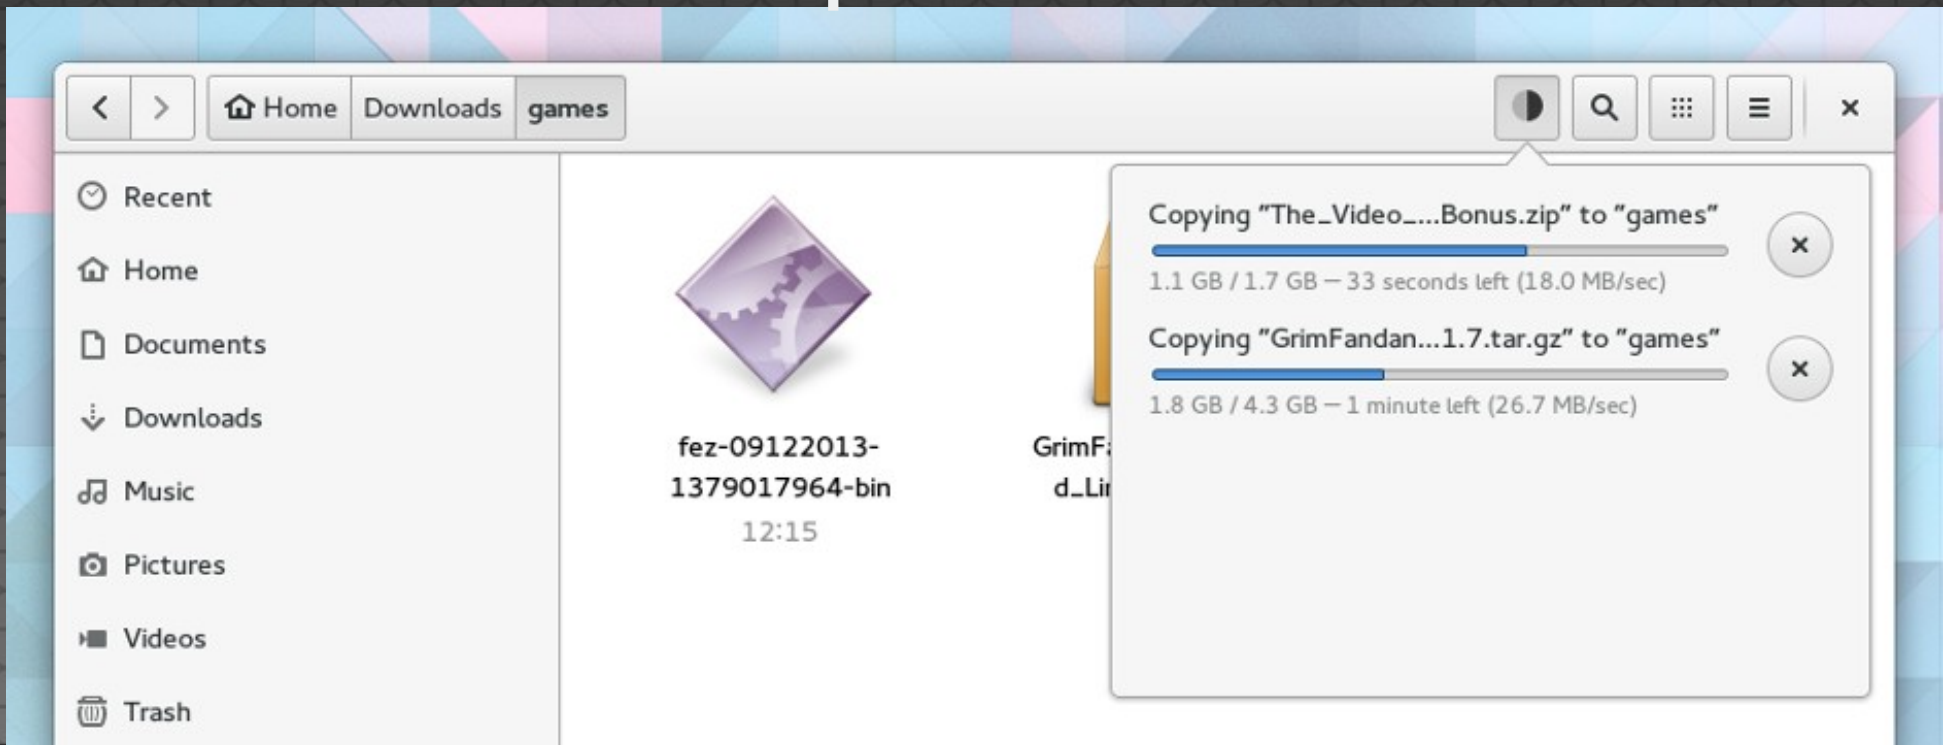 Home Downloads games
Recent
Home
Documents
Downloads
Music
Pictures
Videos
Trash
fez-09122013-
1379017964-bin
12:15
GrimFa
d_Lin
Copying "The_Video_...Bonus.zip" to "games"
1.1 GB / 1.7 GB — 33 seconds left (18.0 MB/sec)
Copying "GrimFandan...1.7.tar.gz" to "games"
1.8 GB / 4.3 GB — 1 minute left (26.7 MB/sec)